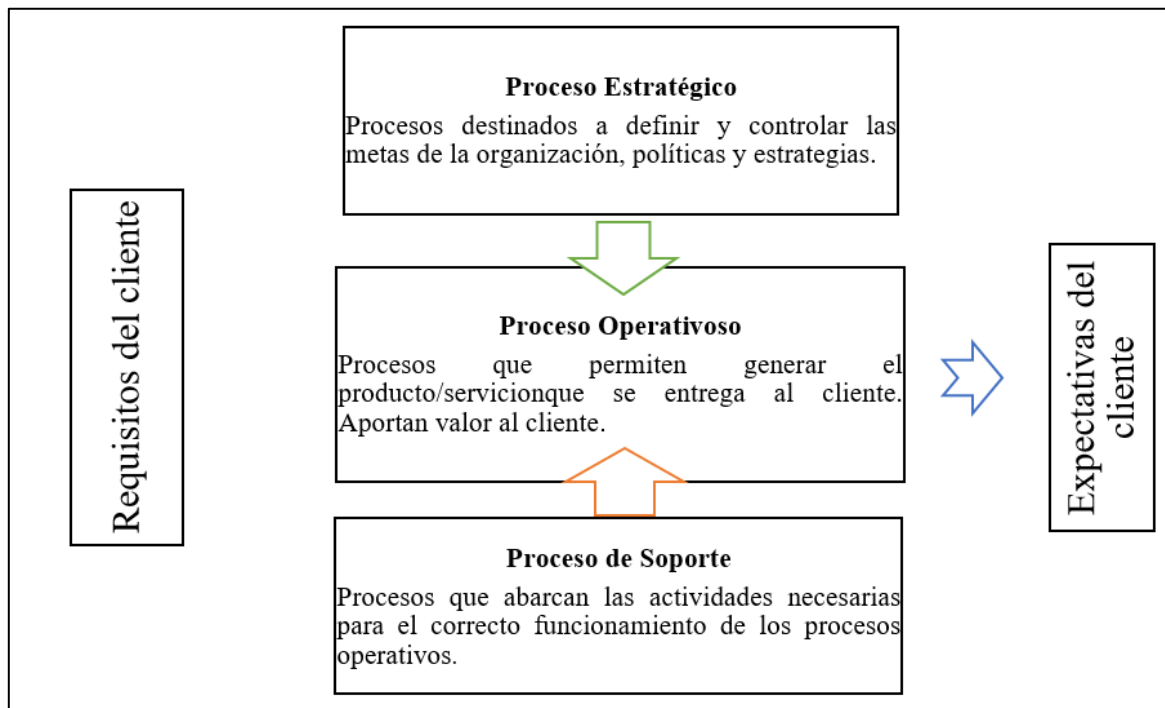 Requisitos del cliente
Proceso Estratégico
Procesos destinados a definir y controlar las
metas de la organización, políticas y estrategias.
Proceso Operativoso
Procesos que permiten generar el
producto/servicionque se entrega al cliente.
Aportan valor al cliente.
Proceso de Soporte
Procesos que abarcan las actividades necesarias
para el correcto funcionamiento de los procesos
operativos.
Expectativas del
cliente